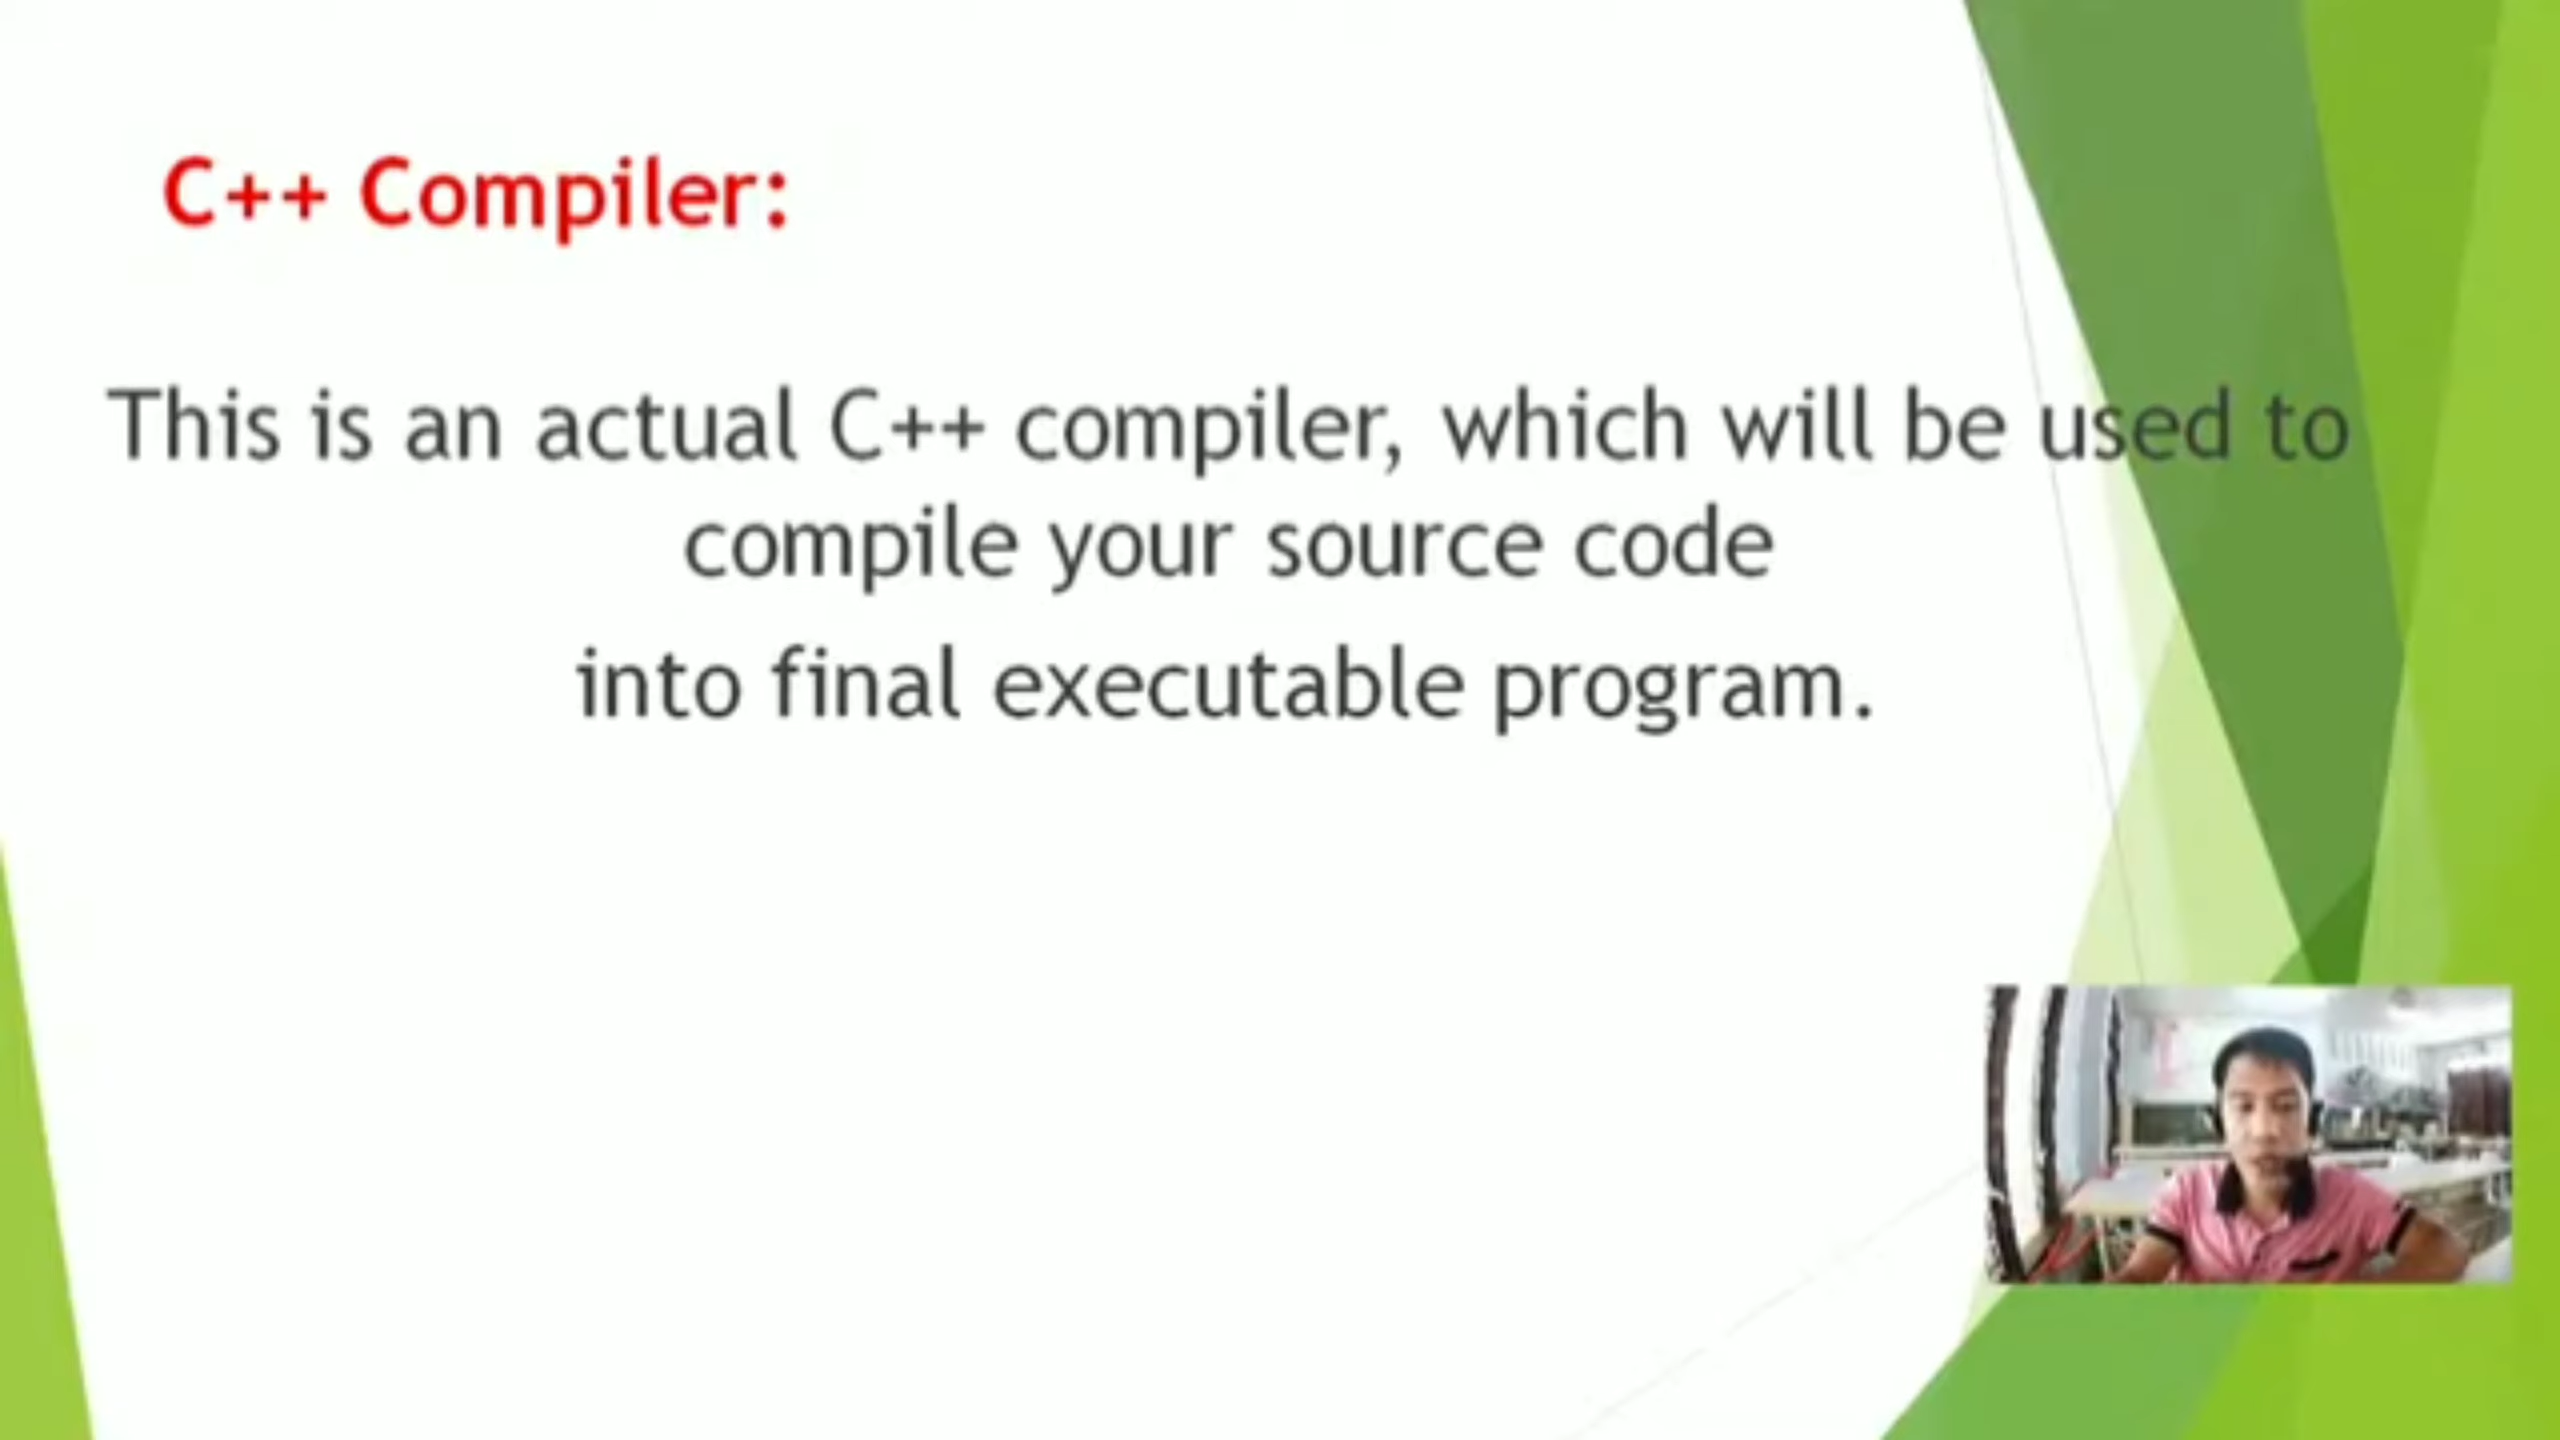 C++ Compiler:
This is an actual C++ compiler, which will be used to
compile your source code
into final executable program.